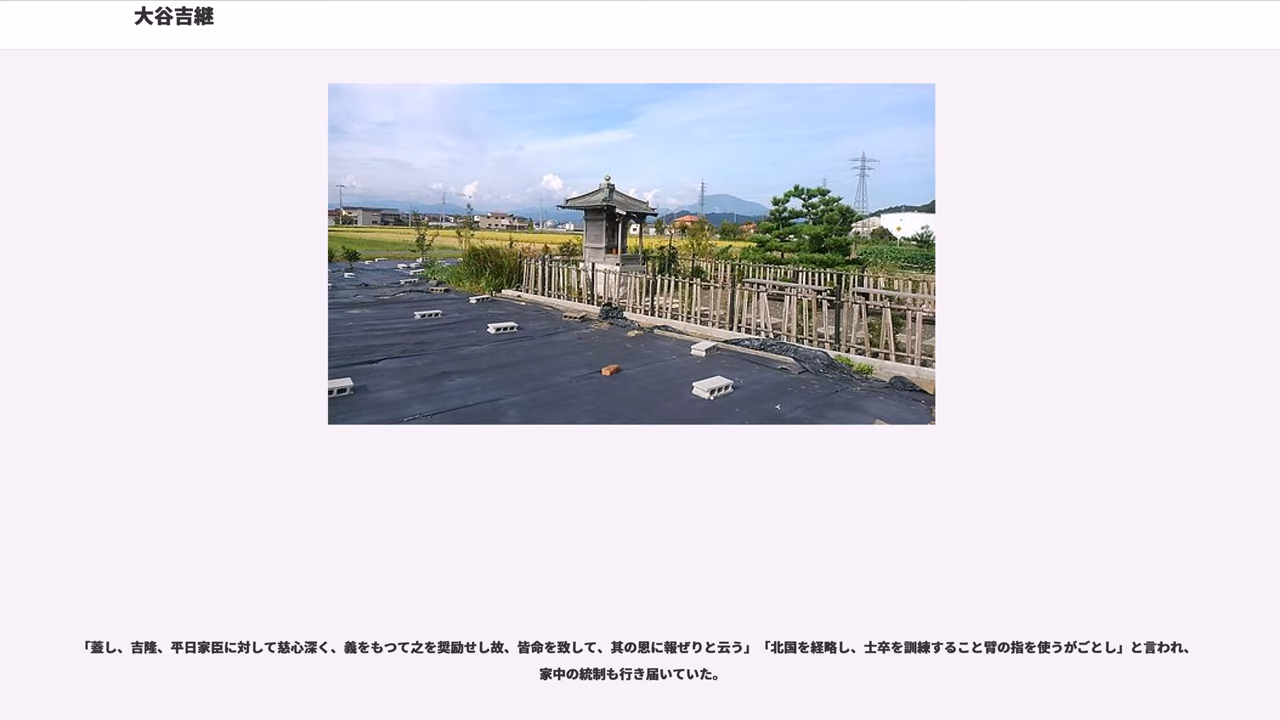 大谷吉継
「蓋し、吉隆、平日家臣に対して慈心深く、義をもつて之を奨励せし故、皆命を致して、其の恩に報ぜりと云う」「北国を経略し、士卒を訓練すること臂の指を使うがごとし」と言われ、
家中の統制も行き届いていた。